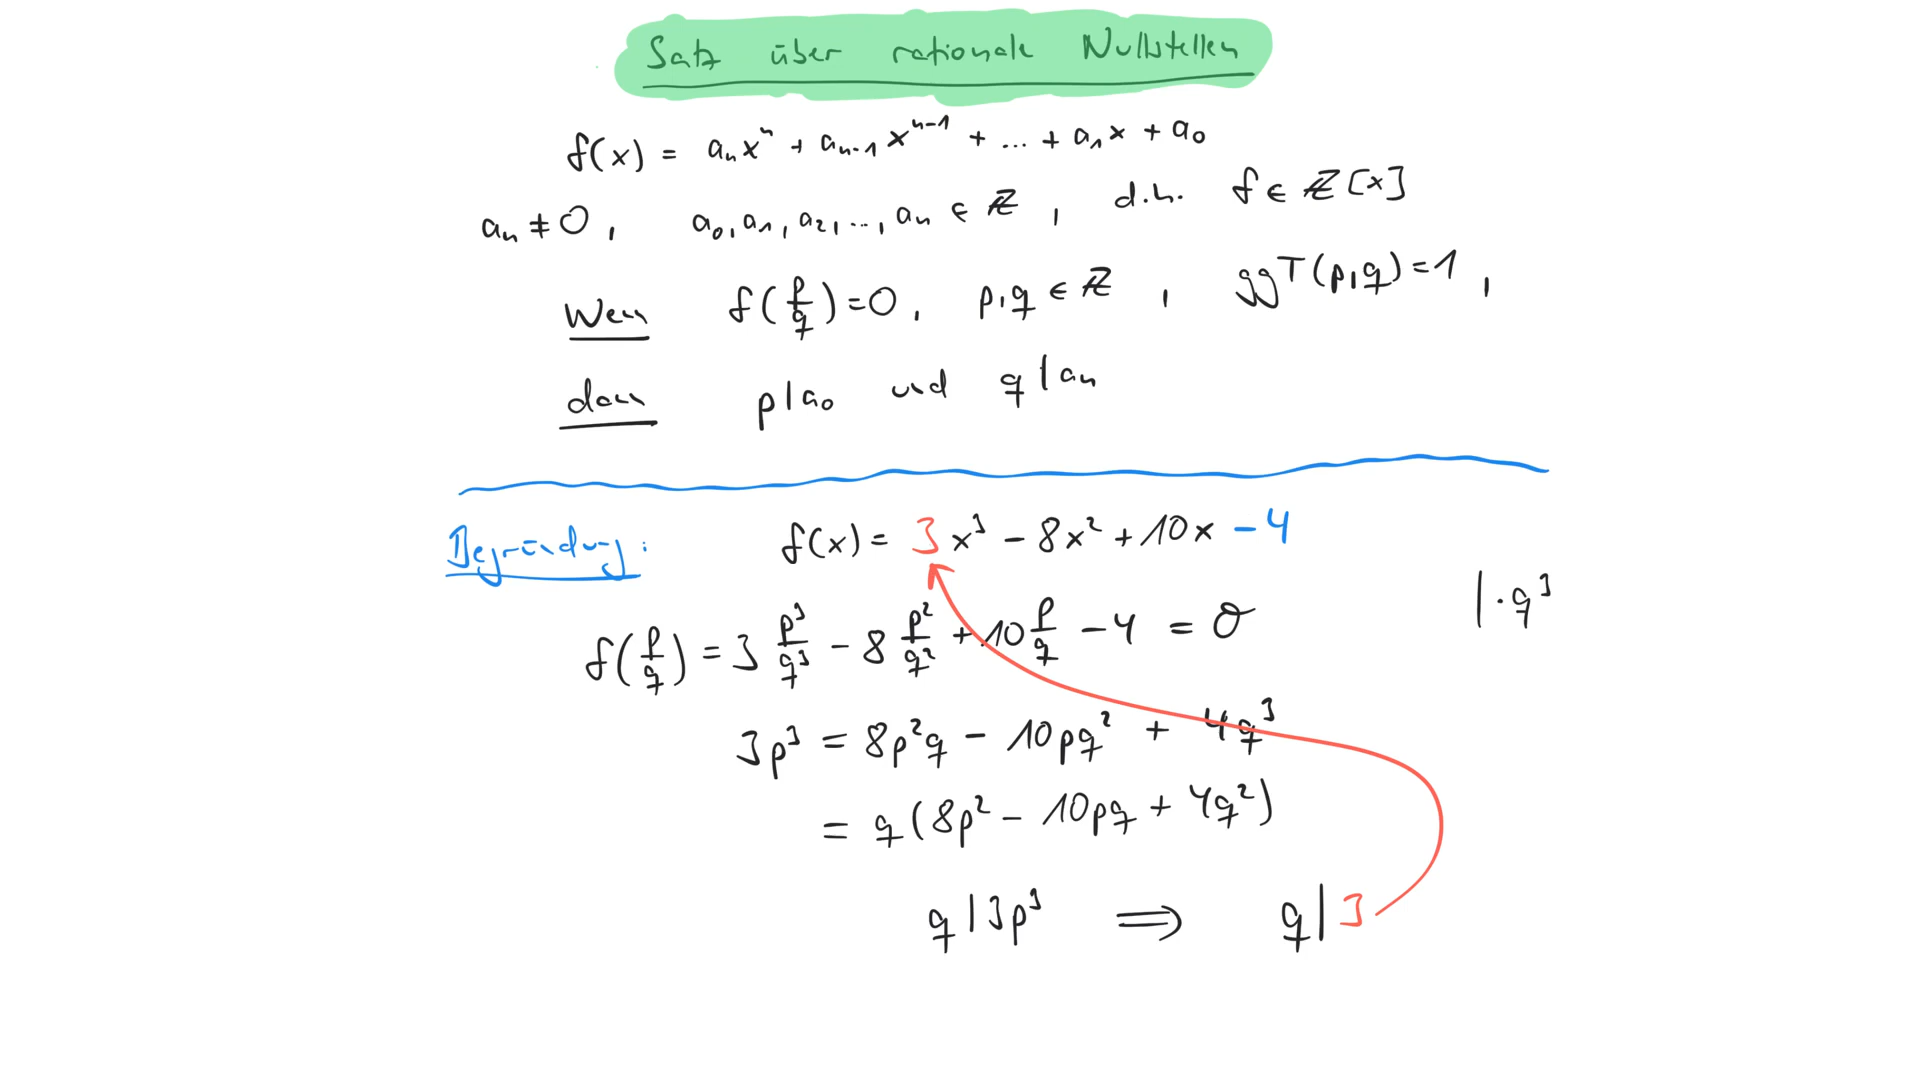 Satz über rationale Nullstellen
f(x) = aₙxⁿ + aₙ₋₁xⁿ⁻¹ + ... + a₁x + a₀
aₙ ≠ 0, a₀, a₁, a₂, ..., aₙ ∈ ℤ, d.h. f ∈ ℤ[x]
Wenn f(p/q) = 0, p,q ∈ ℤ, ggT(p,q) = 1,
dann p|a₀ und q|aₙ
Begründung: f(x) = 3x³ - 8x² + 10x - 4
f(p/q) = 3 p³/q³ - 8 p²/q² + 10 p/q - 4 = 0 | · q³
3p³ = 8p²q - 10pq² + 4q³
= q(8p² - 10pq + 4q²)
q|3p³ ⟹ q|3